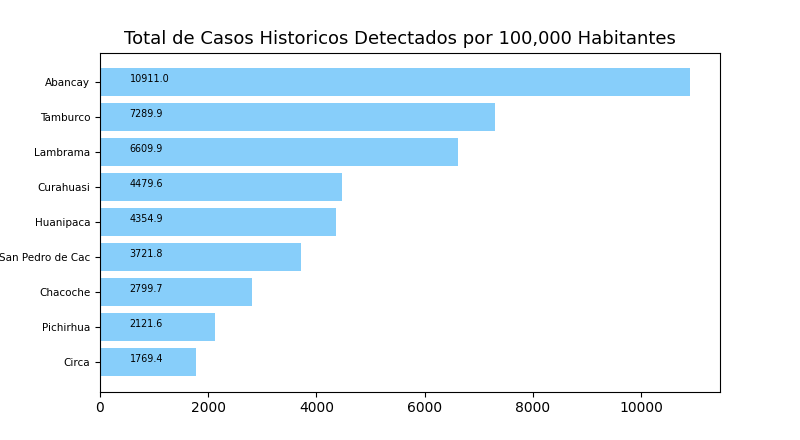 Total de Casos Historicos Detectados por 100,000 Habitantes
Abancay 10911.0
Tamburco 7289.9
Lambrama 6609.9
Curahuasi 4479.6
Huanipaca 4354.9
San Pedro de Cac 3721.8
Chacoche 2799.7
Pichirhua 2121.6
Circa 1769.4
0 2000 4000 6000 8000 10000